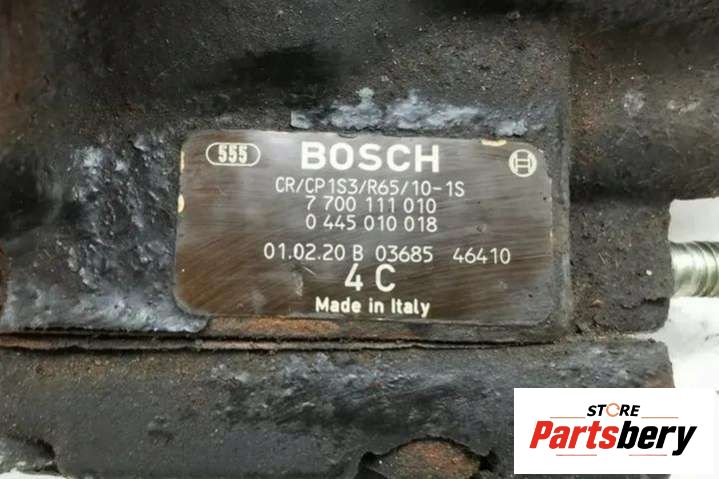 555 BOSCH
CR/CP1S3/R65/10-1S
7 700 111 010
0 445 010 018
01.02.20 B 03685 46410
4 C
Made in Italy
STORE
Partsbery